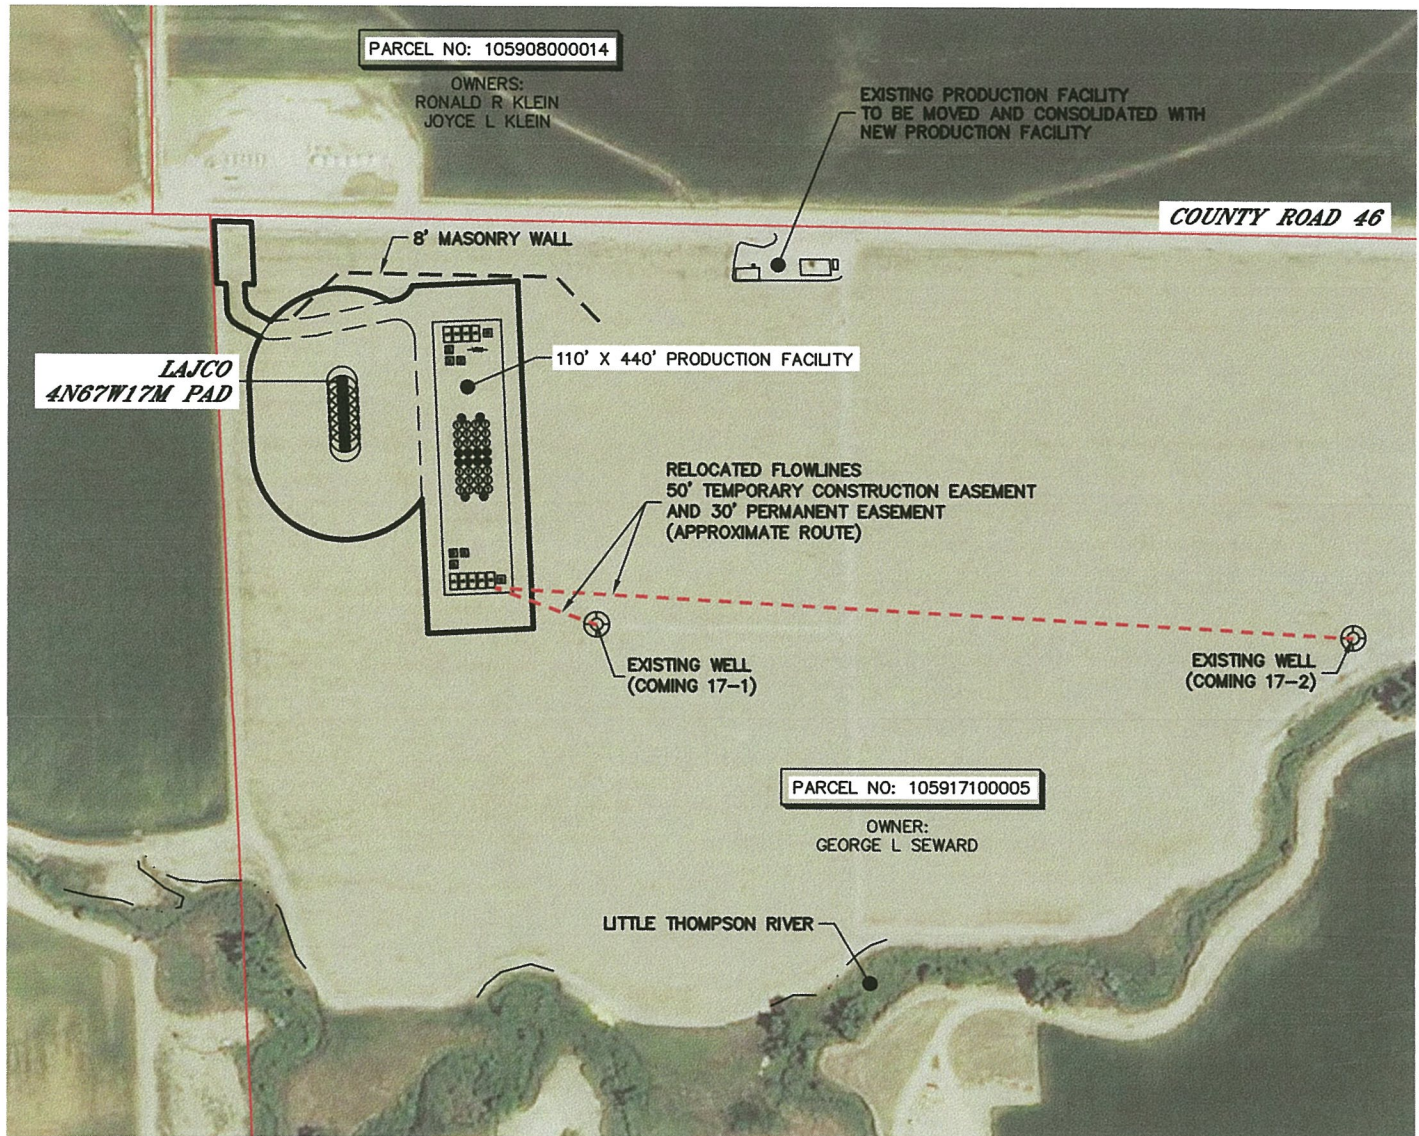 PARCEL NO: 105908000014
OWNERS:
RONALD R KLEIN
JOYCE L KLEIN
EXISTING PRODUCTION FACILITY
TO BE MOVED AND CONSOLIDATED WITH
NEW PRODUCTION FACILITY
COUNTY ROAD 46
8' MASONRY WALL
110' X 440' PRODUCTION FACILITY
LAJCO
4N67W17M PAD
RELOCATED FLOWLINES
50' TEMPORARY CONSTRUCTION EASEMENT
AND 30' PERMANENT EASEMENT
(APPROXIMATE ROUTE)
EXISTING WELL
(COMING 17-1)
EXISTING WELL
(COMING 17-2)
PARCEL NO: 105917100005
OWNER:
GEORGE L SEWARD
LITTLE THOMPSON RIVER